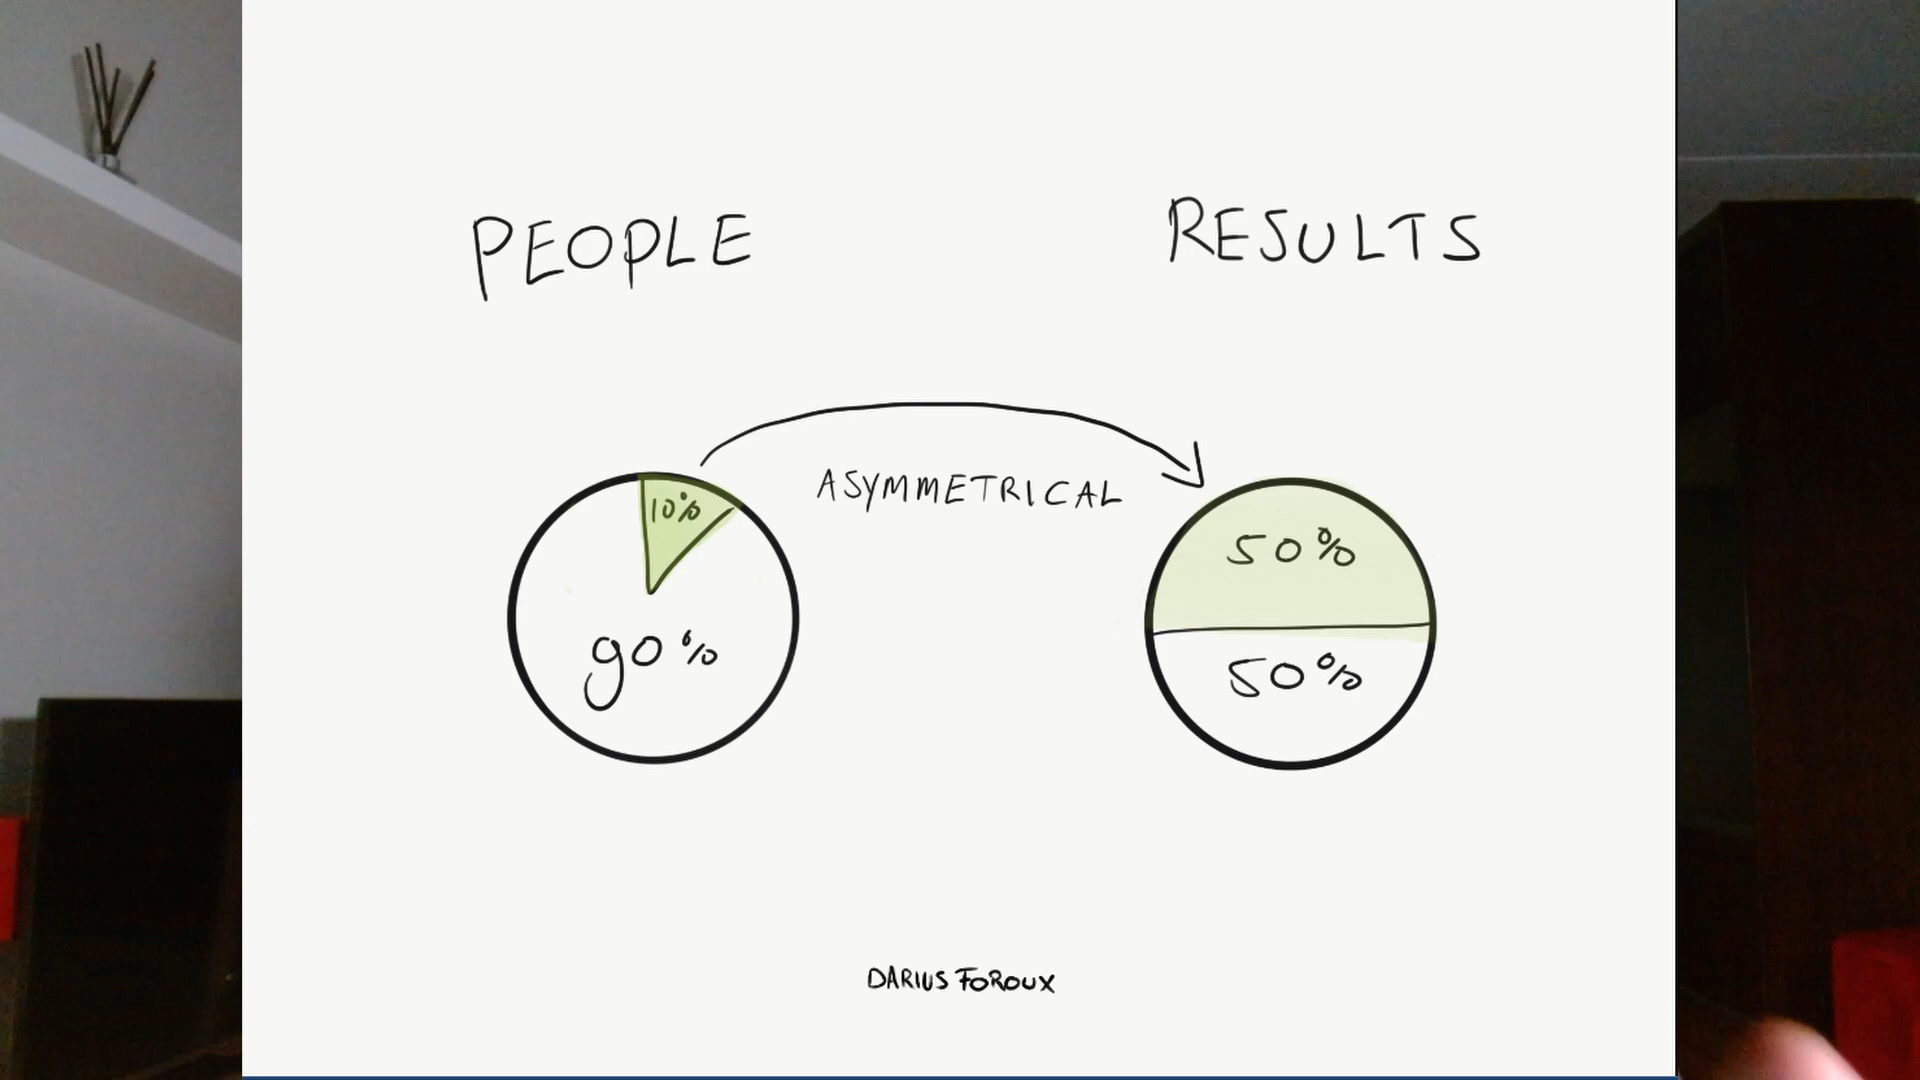 PEOPLE
RESULTS
ASYMMETRICAL
10%
90%
50%
50%
DARIUS FOROUX